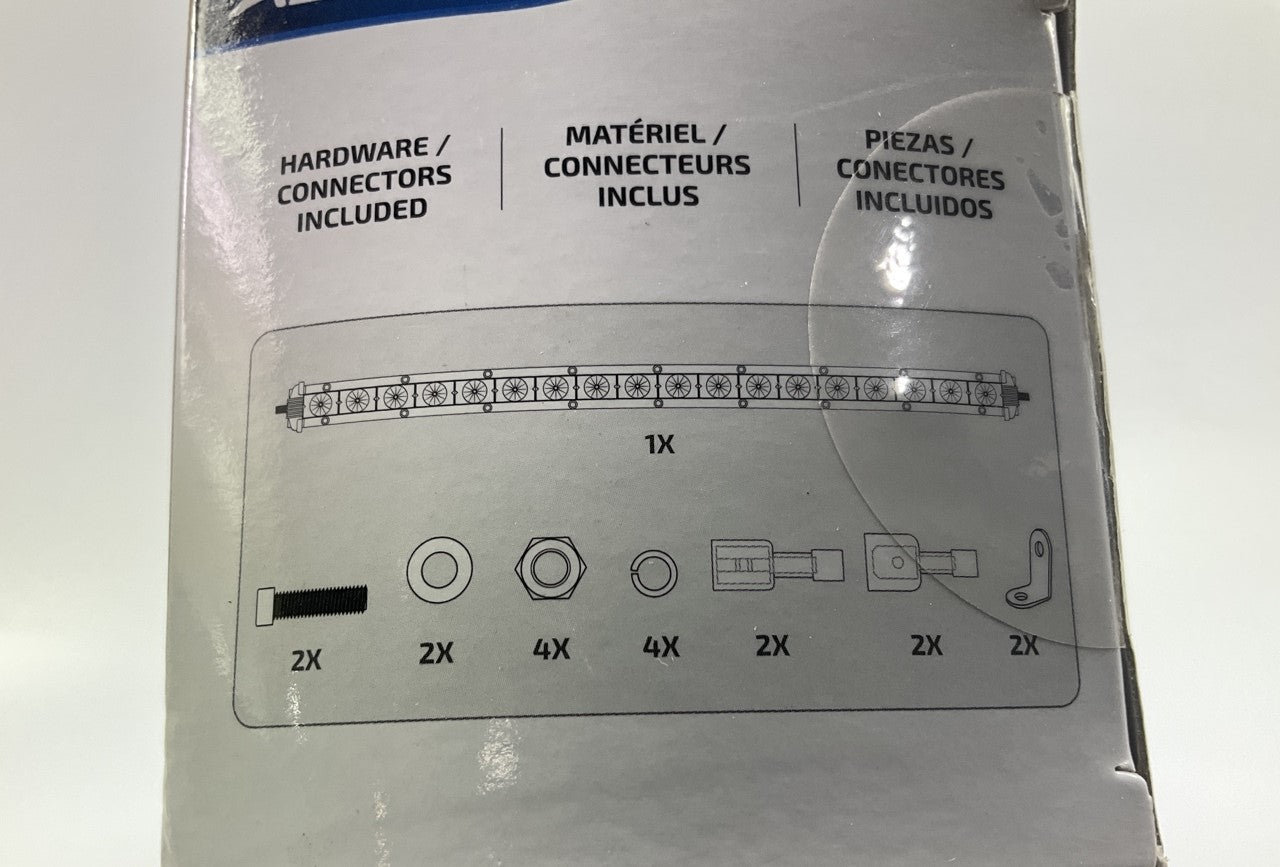 HARDWARE /
CONNECTORS
INCLUDED
MATÉRIEL /
CONNECTEURS
INCLUS
PIEZAS /
CONECTORES
INCLUIDOS
1X
2X
2X
4X
4X
2X
2X
2X